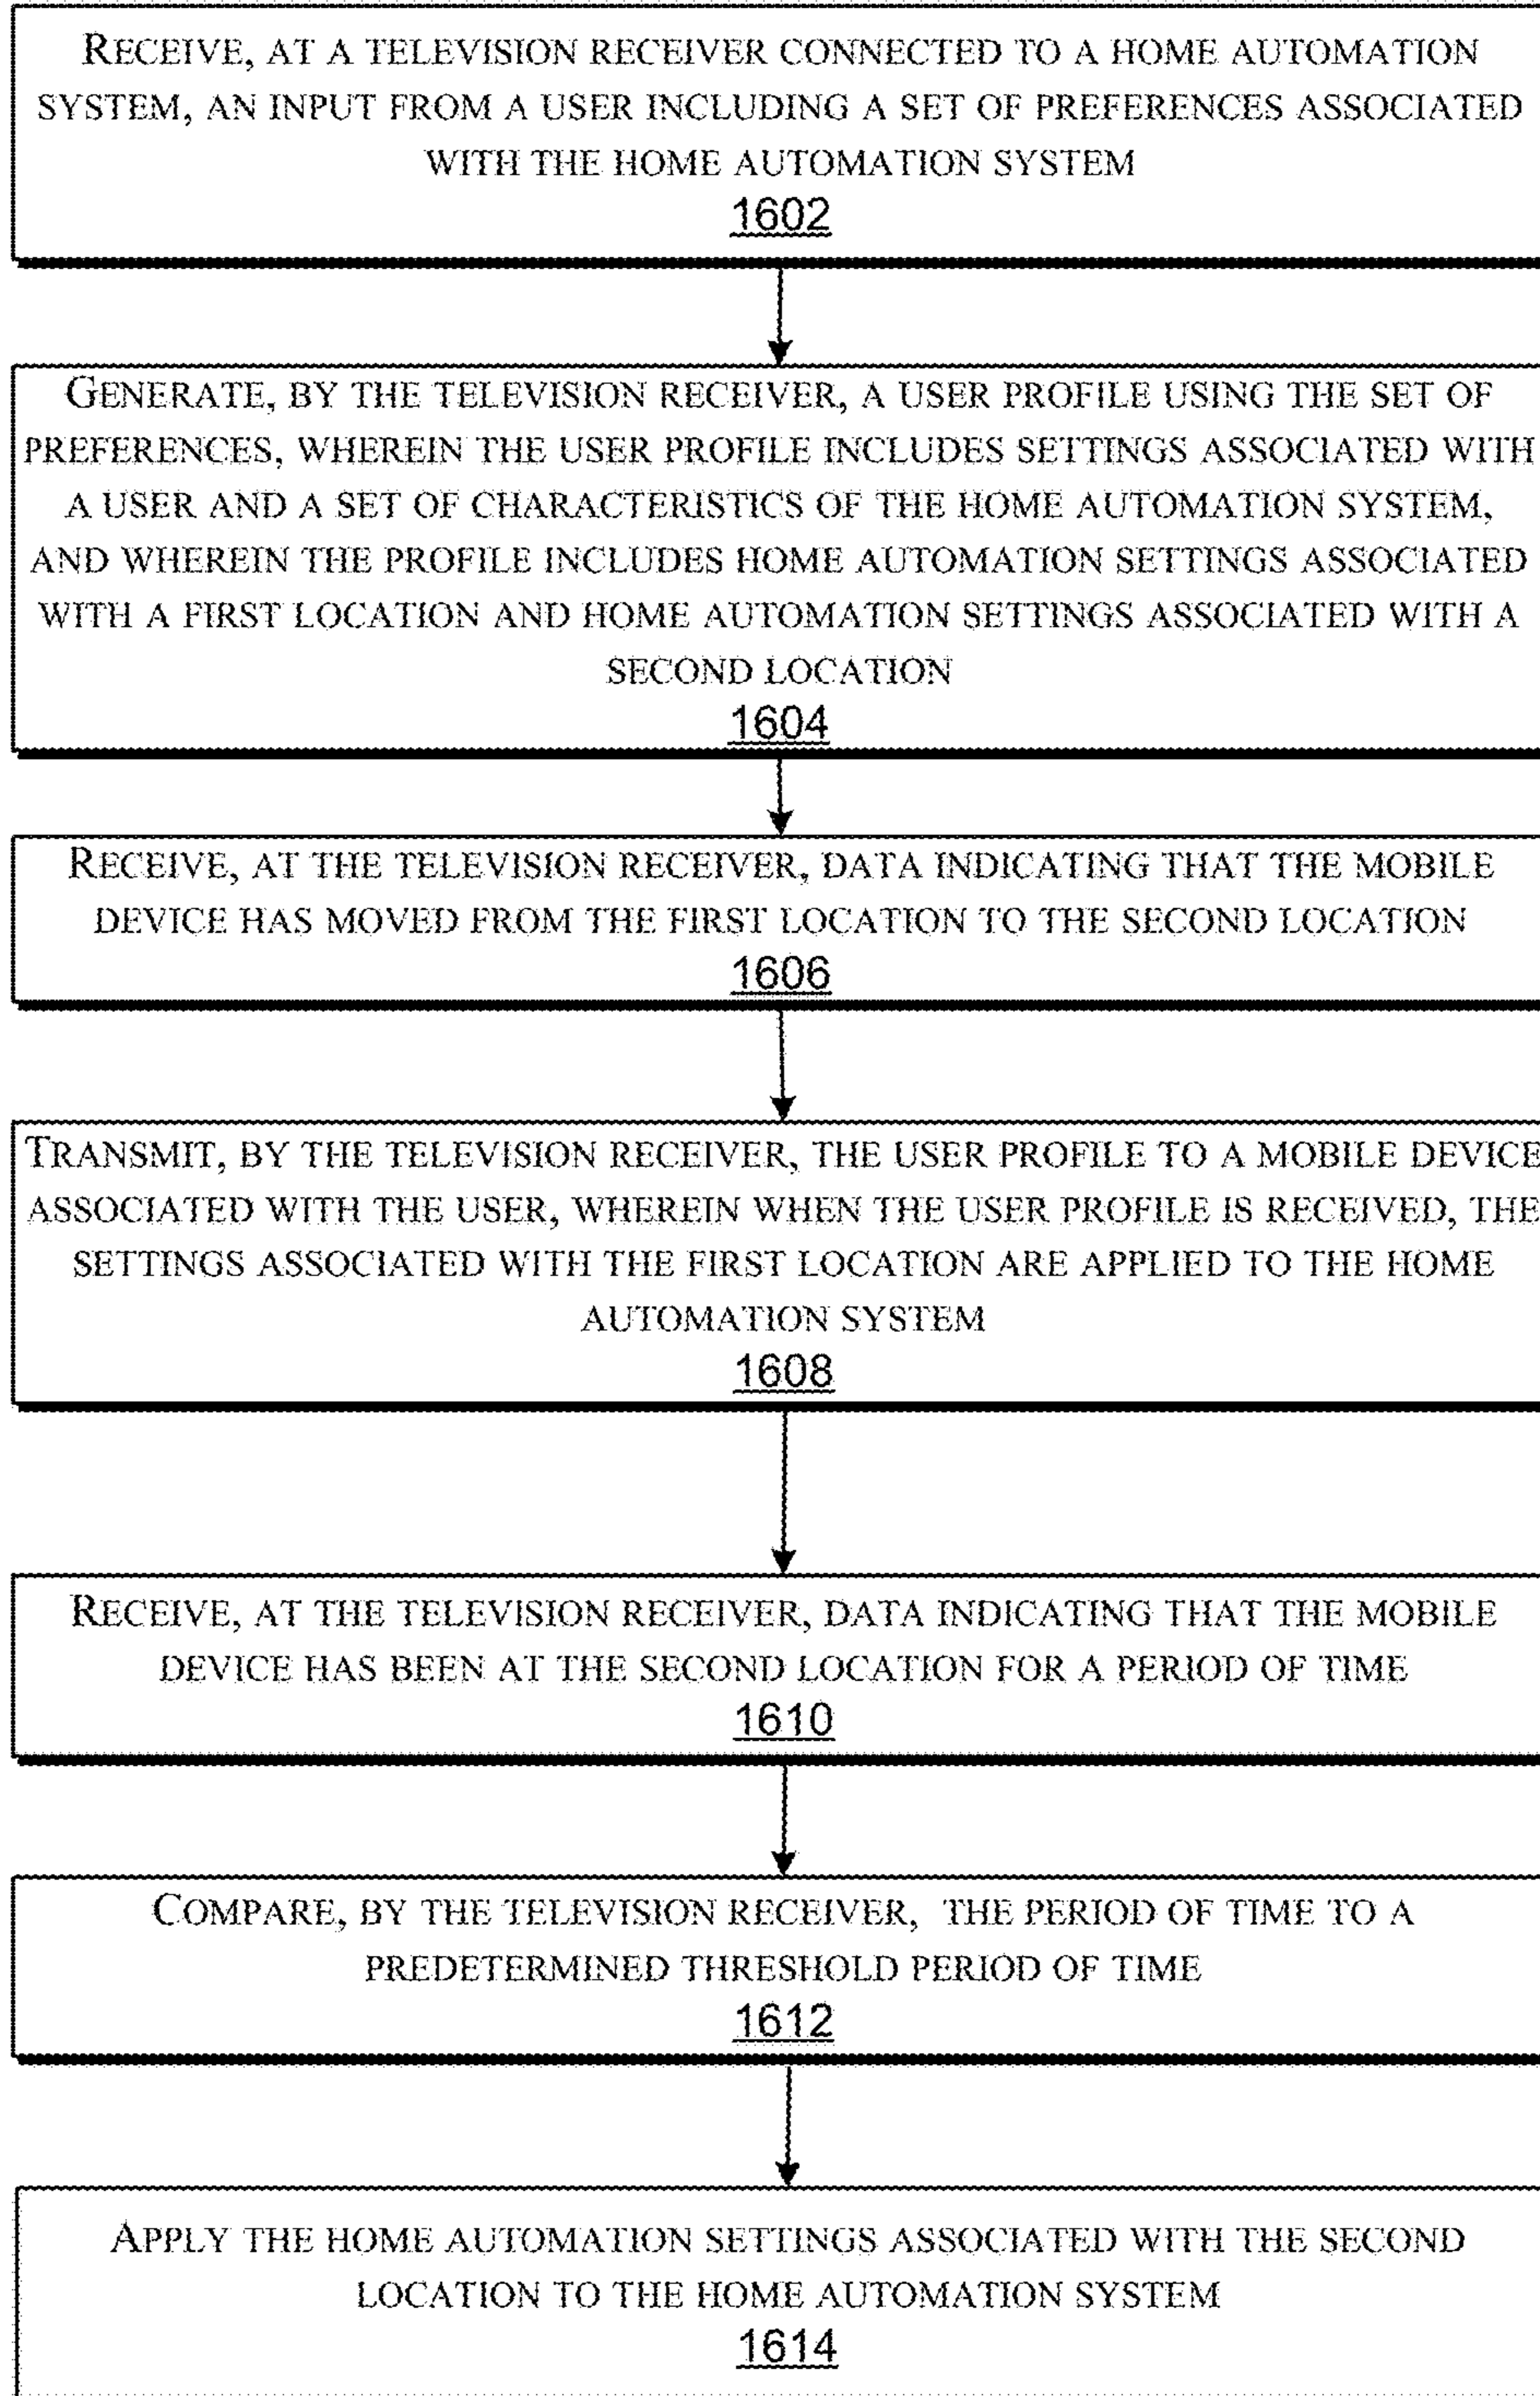 RECEIVE, AT A TELEVISION RECEIVER CONNECTED TO A HOME AUTOMATION
SYSTEM, AN INPUT FROM A USER INCLUDING A SET OF PREFERENCES ASSOCIATED
WITH THE HOME AUTOMATION SYSTEM
1602
GENERATE, BY THE TELEVISION RECEIVER, A USER PROFILE USING THE SET OF
PREFERENCES, WHEREIN THE USER PROFILE INCLUDES SETTINGS ASSOCIATED WITH
A USER AND A SET OF CHARACTERISTICS OF THE HOME AUTOMATION SYSTEM,
AND WHEREIN THE PROFILE INCLUDES HOME AUTOMATION SETTINGS ASSOCIATED
WITH A FIRST LOCATION AND HOME AUTOMATION SETTINGS ASSOCIATED WITH A
SECOND LOCATION
1604
RECEIVE, AT THE TELEVISION RECEIVER, DATA INDICATING THAT THE MOBILE
DEVICE HAS MOVED FROM THE FIRST LOCATION TO THE SECOND LOCATION
1606
TRANSMIT, BY THE TELEVISION RECEIVER, THE USER PROFILE TO A MOBILE DEVICE
ASSOCIATED WITH THE USER, WHEREIN WHEN THE USER PROFILE IS RECEIVED, THE
SETTINGS ASSOCIATED WITH THE FIRST LOCATION ARE APPLIED TO THE HOME
AUTOMATION SYSTEM
1608
RECEIVE, AT THE TELEVISION RECEIVER, DATA INDICATING THAT THE MOBILE
DEVICE HAS BEEN AT THE SECOND LOCATION FOR A PERIOD OF TIME
1610
COMPARE, BY THE TELEVISION RECEIVER, THE PERIOD OF TIME TO A
PREDETERMINED THRESHOLD PERIOD OF TIME
1612
APPLY THE HOME AUTOMATION SETTINGS ASSOCIATED WITH THE SECOND
LOCATION TO THE HOME AUTOMATION SYSTEM
1614